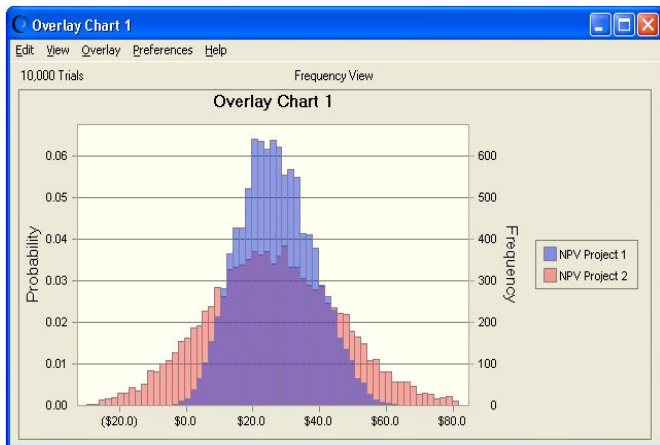 Overlay Chart 1
Edit View Overlay Preferences Help
10,000 Trials Frequency View
Overlay Chart 1
0.06 600
0.05 500
0.04 400
0.03 300
0.02 200
0.01 100
0.00 0
Probability
Frequency
NPV Project 1
NPV Project 2
($20.0) $0.0 $20.0 $40.0 $60.0 $80.0